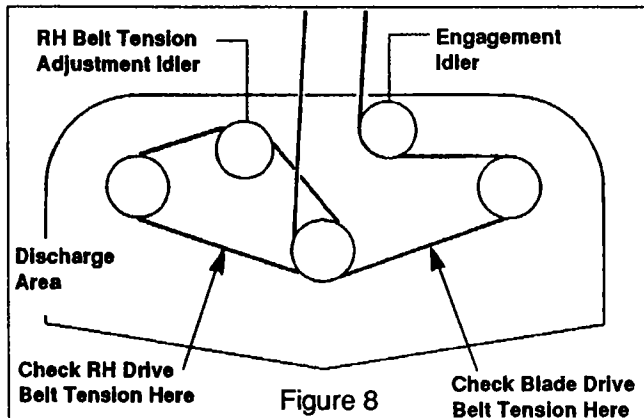 RH Belt Tension
Adjustment Idler
Engagement
Idler
Discharge
Area
Check RH Drive
Belt Tension Here
Figure 8
Check Blade Drive
Belt Tension Here